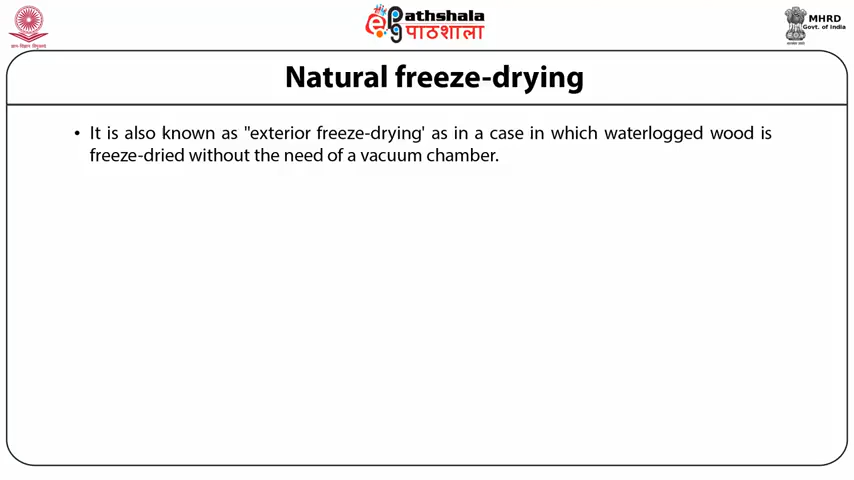 ePathshala
पाठशाला
MHRD
Govt. of India
Natural freeze-drying
• It is also known as "exterior freeze-drying' as in a case in which waterlogged wood is
freeze-dried without the need of a vacuum chamber.